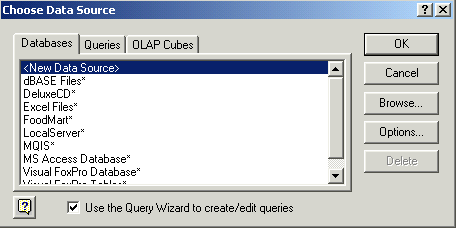 Choose Data Source
Databases Queries OLAP Cubes
<New Data Source>
dBASE Files*
DeluxeCD*
Excel Files*
FoodMart*
LocalServer*
MQIS*
MS Access Database*
Visual FoxPro Database*
Visual FoxPro Tables*
OK
Cancel
Browse...
Options...
Delete
Use the Query Wizard to create/edit queries